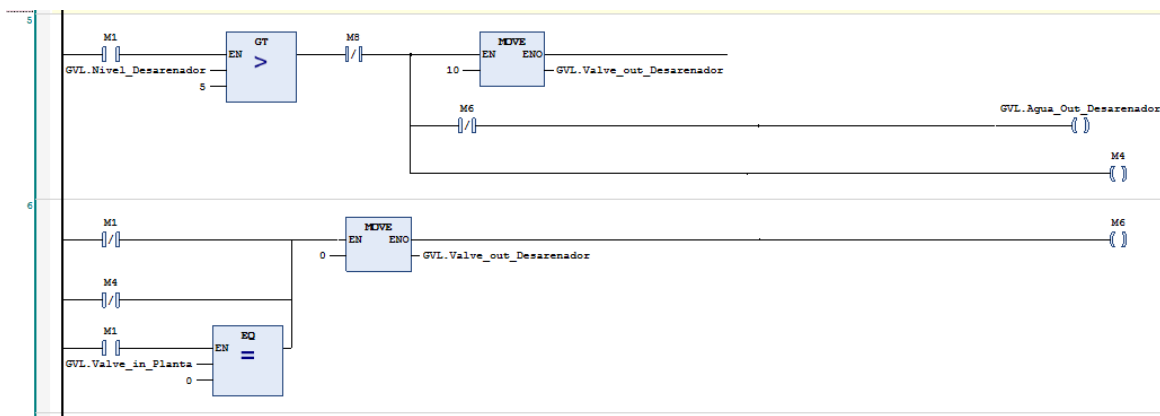 5
M1
GT
EN
>
GVL.Nivel_Desarenador
5
M8
MOVE
EN ENO
10
GVL.Valve_out_Desarenador
M6
GVL.Agua_Out_Desarenador
M4
6
M1
MOVE
EN ENO
0
GVL.Valve_out_Desarenador
M6
M4
M1
EQ
EN
=
GVL.Valve_in_Planta
0